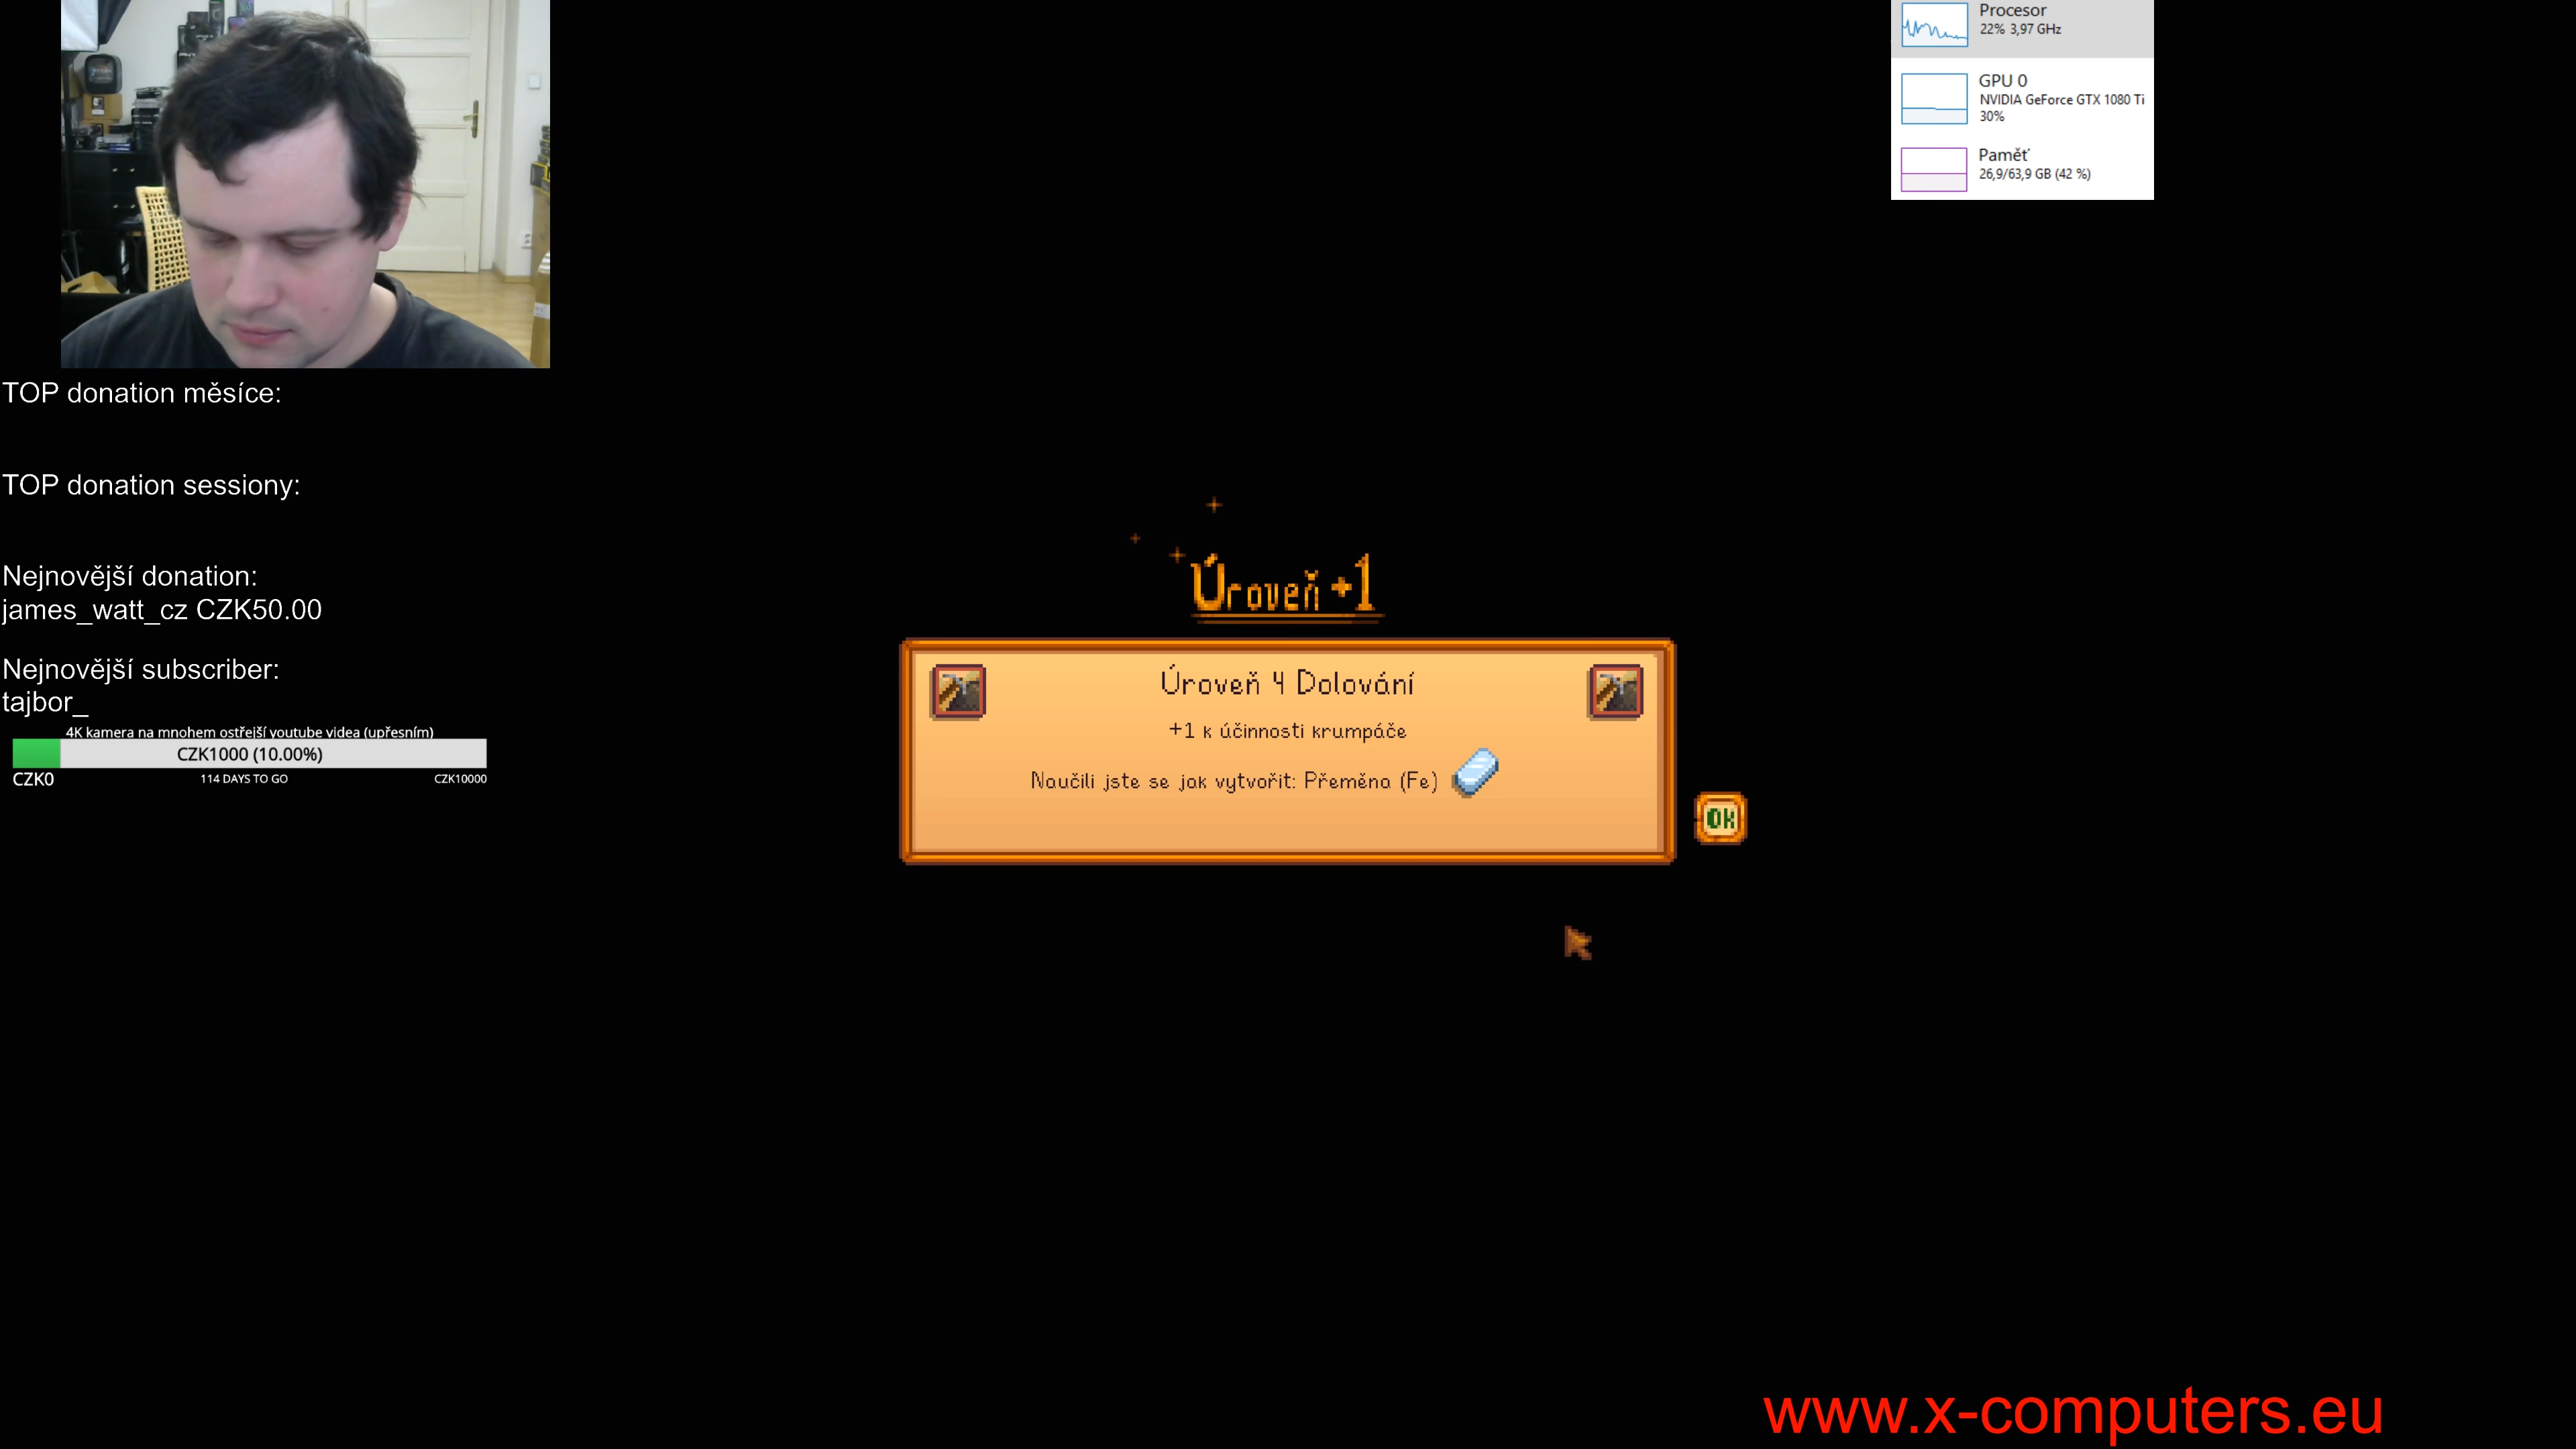 Procesor
22% 3,97 GHz
GPU 0
NVIDIA GeForce GTX 1080 Ti
30%
Paměť
26,9/63,9 GB (42 %)
TOP donation měsíce:
TOP donation sessiony:
Nejnovější donation:
james_watt_cz CZK50.00
Nejnovější subscriber:
tajbor_
4K kamera na mnohem ostřejší youtube videa (upřesním)
CZK1000 (10.00%)
CZK0 114 DAYS TO GO CZK10000
Úroveň +1
Úroveň 4 Dolování
+1 k účinnosti krumpáče
Naučili jste se jak vytvořit: Přeměna (Fe)
OK
www.x-computers.eu